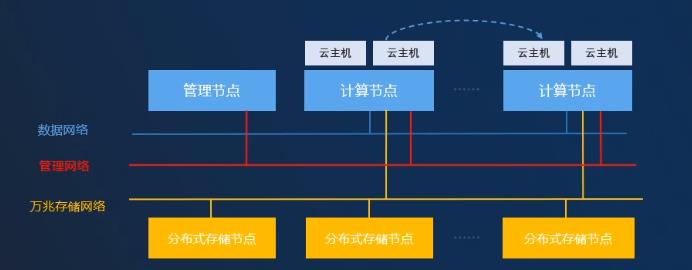 云主机 云主机 云主机 云主机
管理节点 计算节点 …… 计算节点
数据网络
管理网络
万兆存储网络
分布式存储节点 分布式存储节点 …… 分布式存储节点